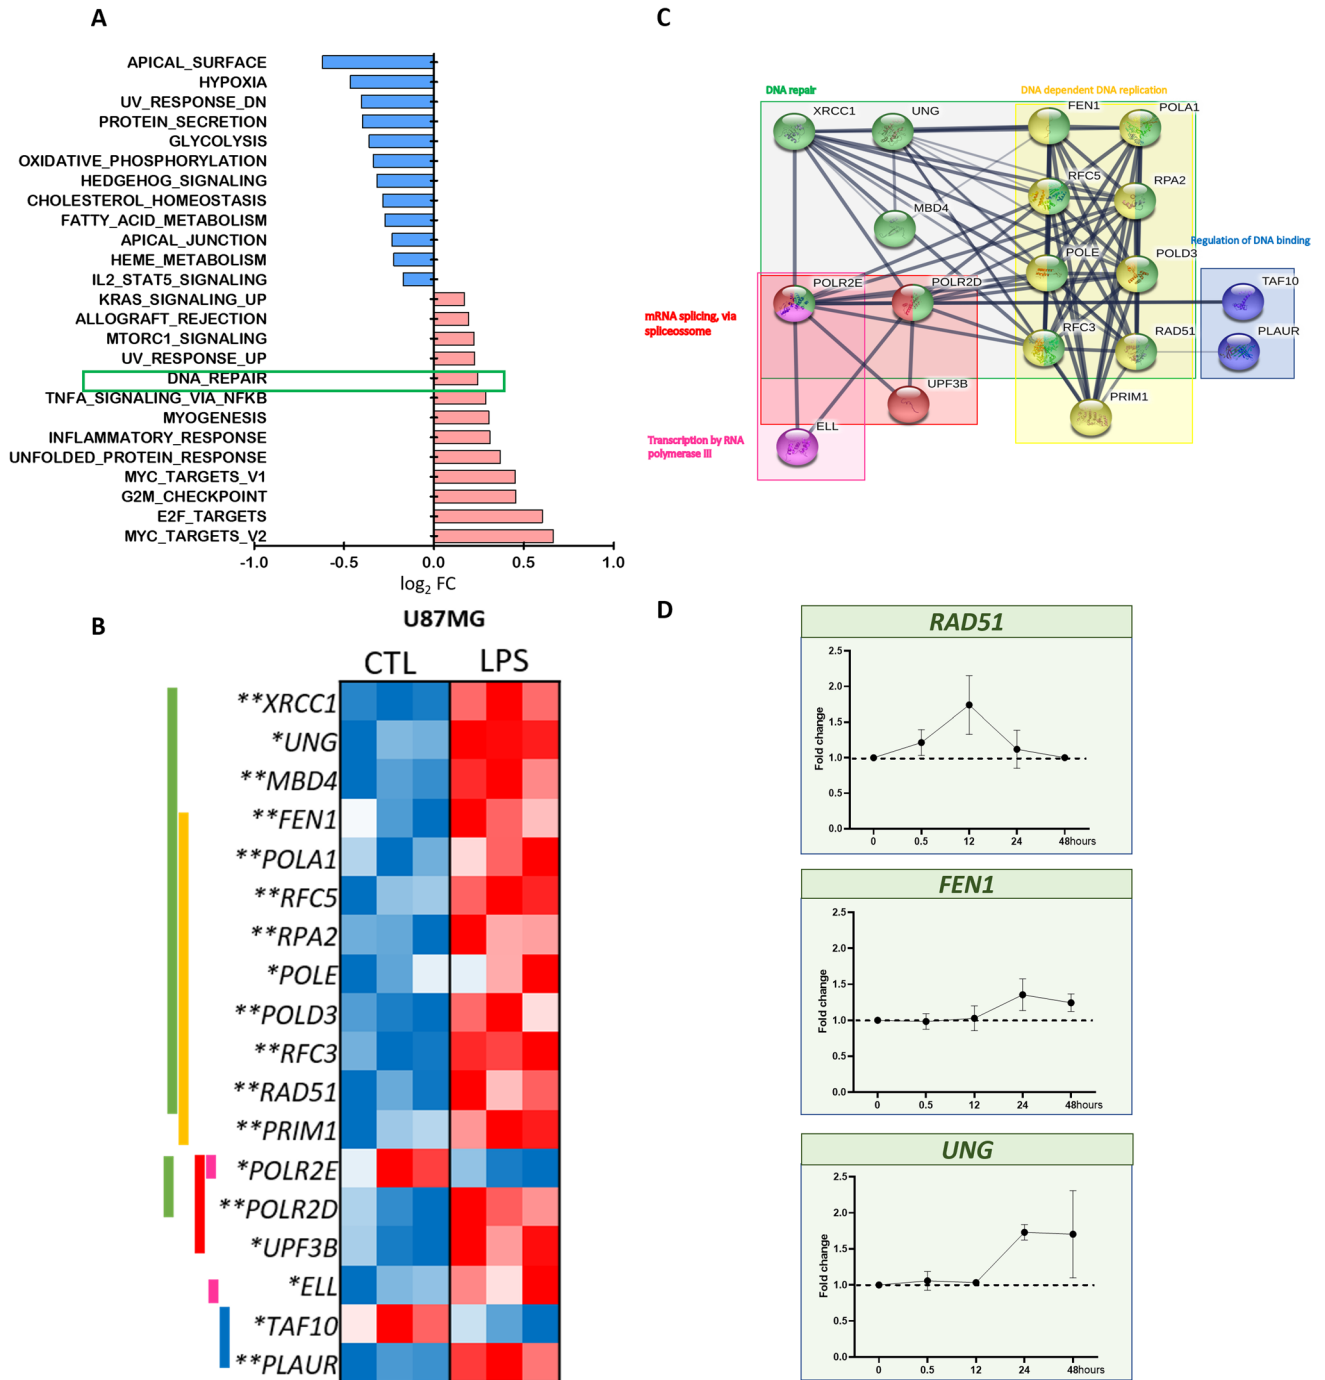 A
APICAL_SURFACE
HYPOXIA
UV_RESPONSE_DN
PROTEIN_SECRETION
GLYCOLYSIS
OXIDATIVE_PHOSPHORYLATION
HEDGEHOG_SIGNALING
CHOLESTEROL_HOMEOSTASIS
FATTY_ACID_METABOLISM
APICAL_JUNCTION
HEME_METABOLISM
IL2_STAT5_SIGNALING
KRAS_SIGNALING_UP
ALLOGRAFT_REJECTION
MTORC1_SIGNALING
UV_RESPONSE_UP
DNA_REPAIR
TNFA_SIGNALING_VIA_NFKB
MYOGENESIS
INFLAMMATORY_RESPONSE
UNFOLDED_PROTEIN_RESPONSE
MYC_TARGETS_V1
G2M_CHECKPOINT
E2F_TARGETS
MYC_TARGETS_V2
-1.0 -0.5 0.0 0.5 1.0
log2 FC
B
U87MG
CTL LPS
**XRCC1
*UNG
**MBD4
**FEN1
**POLA1
**RFC5
**RPA2
*POLE
**POLD3
**RFC3
**RAD51
**PRIM1
*POLR2E
**POLR2D
*UPF3B
*ELL
*TAF10
**PLAUR
C
DNA repair
DNA dependent DNA replication
XRCC1
UNG
FEN1
POLA1
RFC5
RPA2
MBD4
Regulation of DNA binding
POLE
POLD3
POLR2E
POLR2D
TAF10
mRNA splicing, via
spliceossome
RFC3
RAD51
PLAUR
UPF3B
PRIM1
ELL
Transcription by RNA
polymerase III
D
RAD51
Fold change
2.5
2.0
1.5
1.0
0.5
0.0
0 0.5 12 24 48hours
FEN1
Fold change
2.5
2.0
1.5
1.0
0.5
0.0
0 0.5 12 24 48hours
UNG
Fold change
2.5
2.0
1.5
1.0
0.5
0.0
0 0.5 12 24 48hours